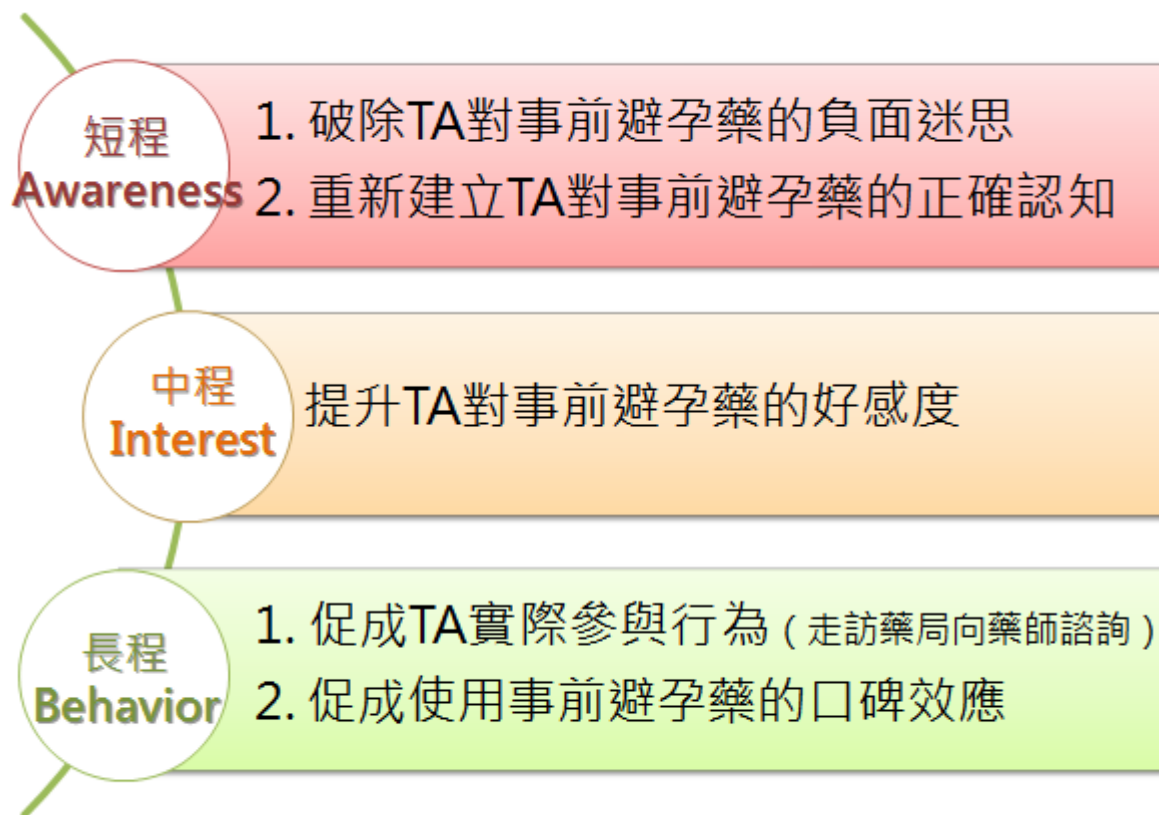 短程
Awareness
1. 破除TA對事前避孕藥的負面迷思
2. 重新建立TA對事前避孕藥的正確認知
中程
Interest
提升TA對事前避孕藥的好感度
長程
Behavior
1. 促成TA實際參與行為（走訪藥局向藥師諮詢）
2. 促成使用事前避孕藥的口碑效應